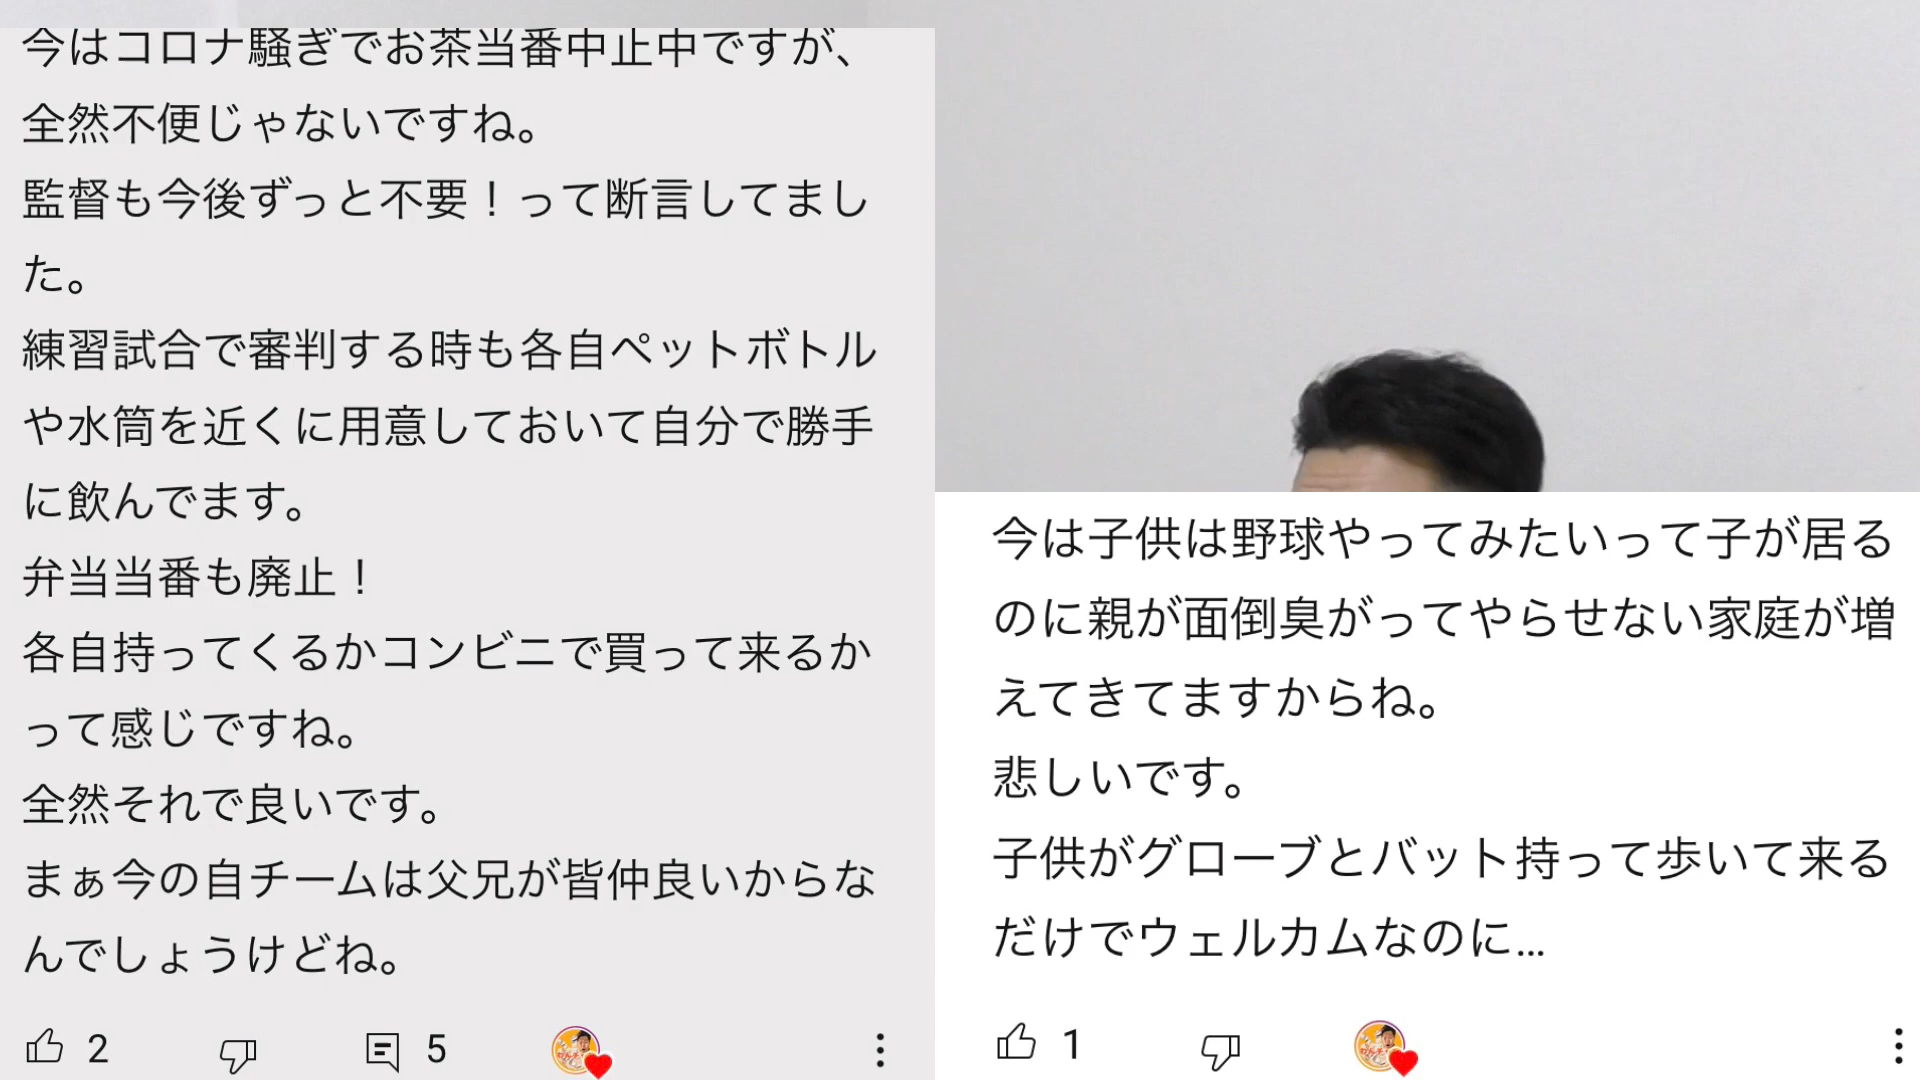 今はコロナ騒ぎでお茶当番中止中ですが、
全然不便じゃないですね。
監督も今後ずっと不要！って断言してまし
た。
練習試合で審判する時も各自ペットボトル
や水筒を近くに用意しておいて自分で勝手
に飲んでます。
弁当当番も廃止！
各自持ってくるかコンビニで買って来るか
って感じですね。
全然それで良いです。
まぁ今の自チームは父兄が皆仲良いからな
んでしょうけどね。
2
5
今は子供は野球やってみたいって子が居る
のに親が面倒臭がってやらせない家庭が増
えてきてますからね。
悲しいです。
子供がグローブとバット持って歩いて来る
だけでウェルカムなのに...
1